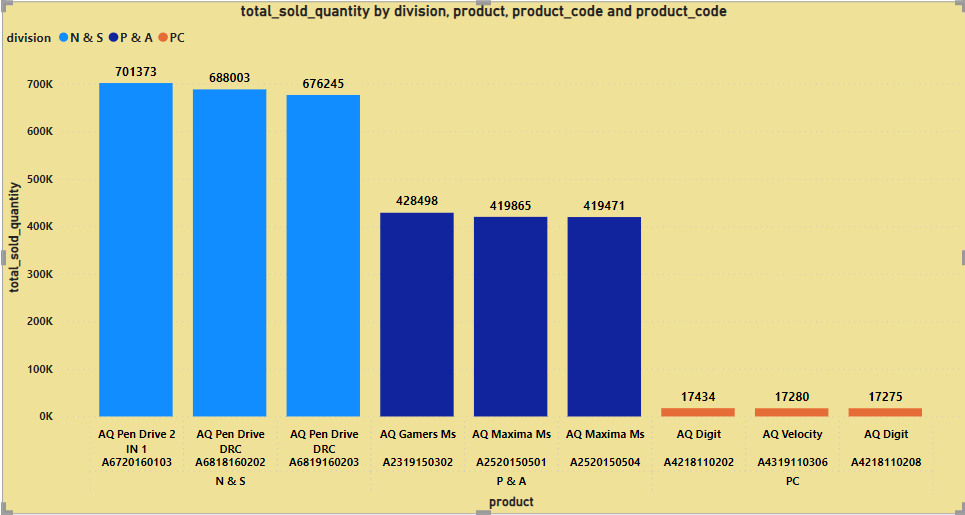 total_sold_quantity by division, product, product_code and product_code
division N & S P & A PC
701373
688003
676245
428498
419865
419471
17434
17280
17275
700K
600K
500K
400K
300K
200K
100K
0K
total_sold_quantity
AQ Pen Drive 2 IN 1
AQ Pen Drive DRC
AQ Pen Drive DRC
AQ Gamers Ms
AQ Maxima Ms
AQ Maxima Ms
AQ Digit
AQ Velocity
AQ Digit
A6720160103
A6818160202
A6819160203
A2319150302
A2520150501
A2520150504
A4218110202
A4319110306
A4218110208
N & S
P & A
PC
product